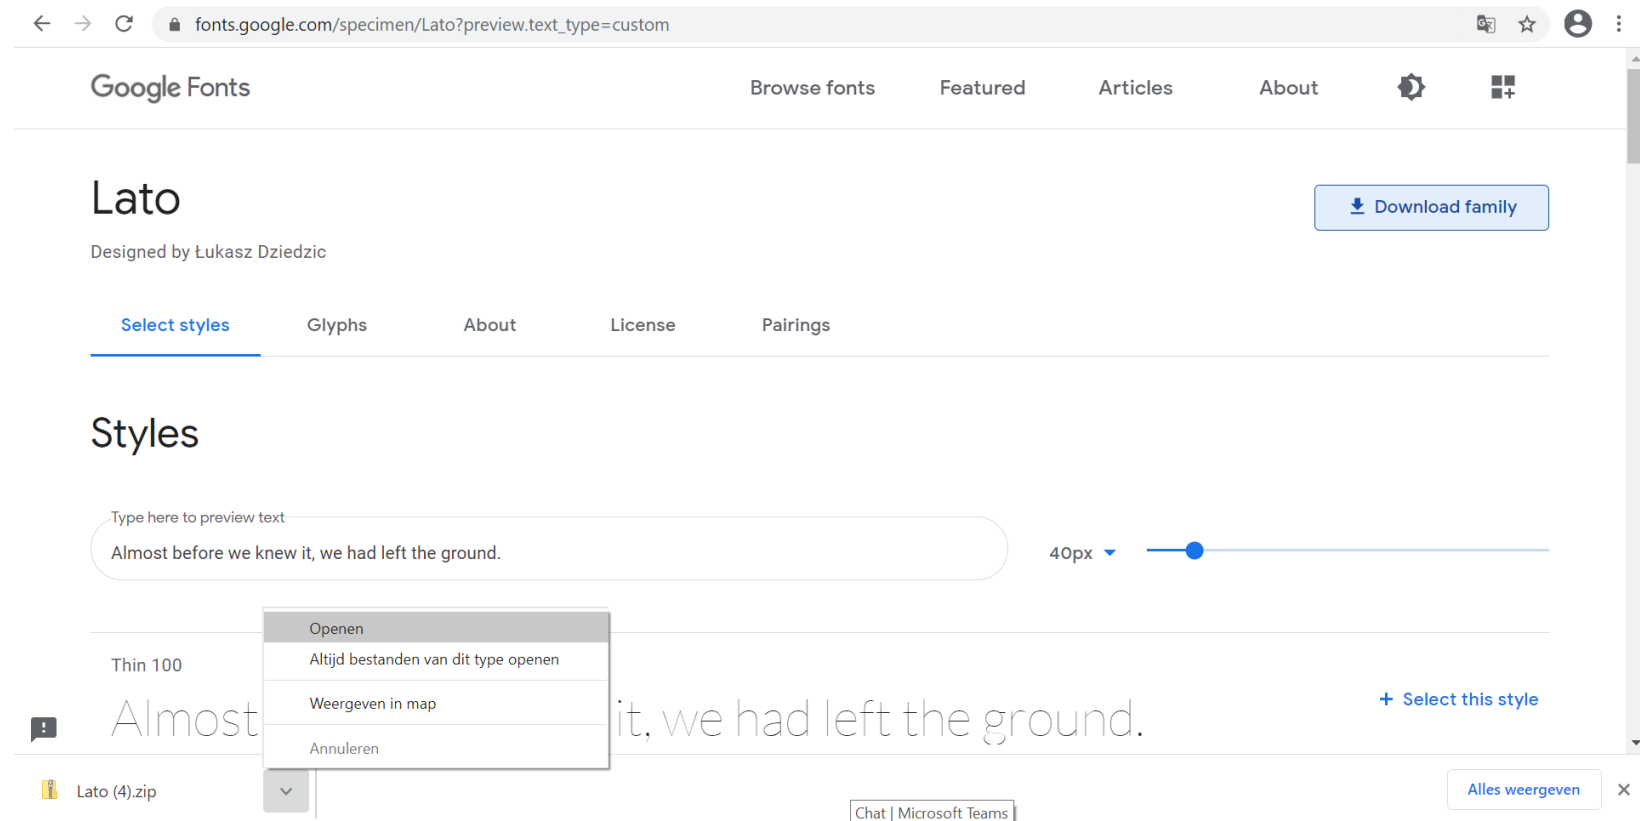 fonts.google.com/specimen/Lato?preview.text_type=custom
Google Fonts
Browse fonts
Featured
Articles
About
Lato
Download family
Designed by Łukasz Dziedzic
Select styles
Glyphs
About
License
Pairings
Styles
Type here to preview text
Almost before we knew it, we had left the ground.
40px
Thin 100
Almost it, we had left the ground.
+ Select this style
Openen
Altijd bestanden van dit type openen
Weergeven in map
Annuleren
Lato (4).zip
Alles weergeven
Chat | Microsoft Teams